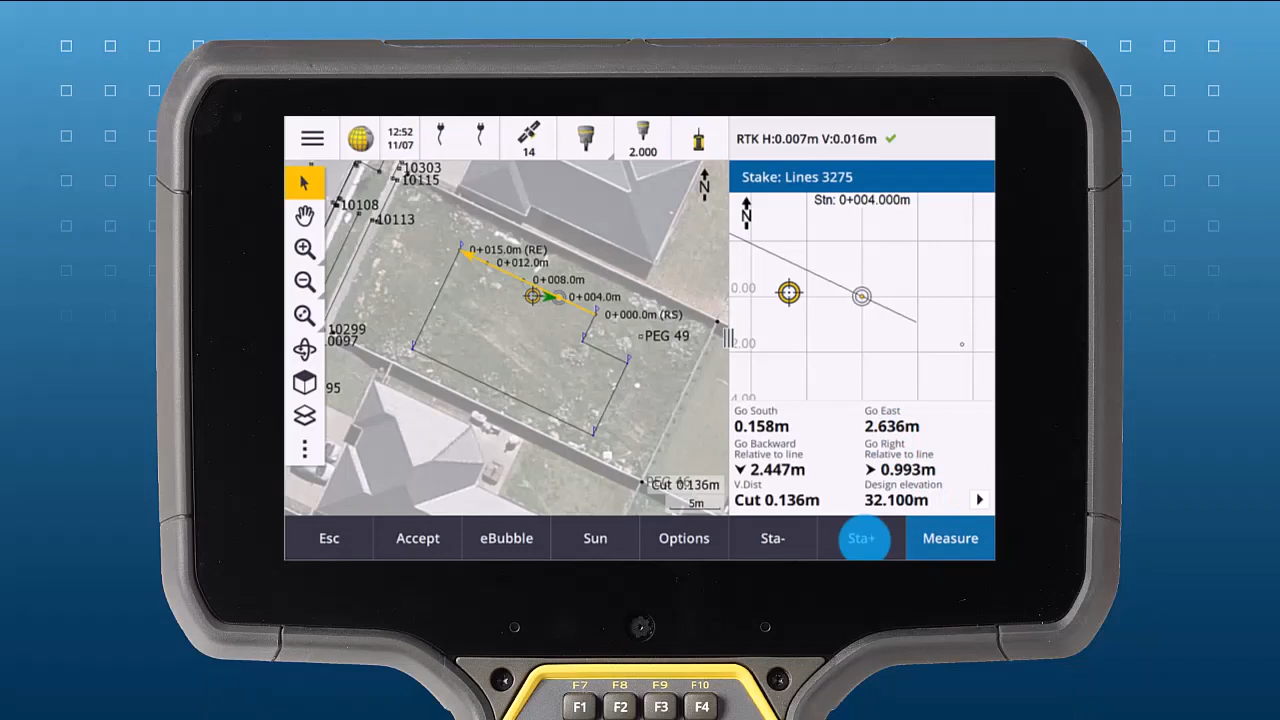 12:52
11/07
14
2.000
RTK H:0.007m V:0.016m
10303
10115
10108
10113
N
0+015.0m (RE)
0+012.0m
0+008.0m
0+004.0m
0+000.0m (RS)
PEG 49
10299
0097
95
Cut 0.136m
5m
Stake: Lines 3275
Stn: 0+004.000m
N
0.00
2.00
4.00
Go South
0.158m
Go East
2.636m
Go Backward
Relative to line
2.447m
Go Right
Relative to line
0.993m
V.Dist
Cut 0.136m
Design elevation
32.100m
Esc
Accept
eBubble
Sun
Options
Sta-
Sta+
Measure
F7
F8
F9
F10
F1
F2
F3
F4